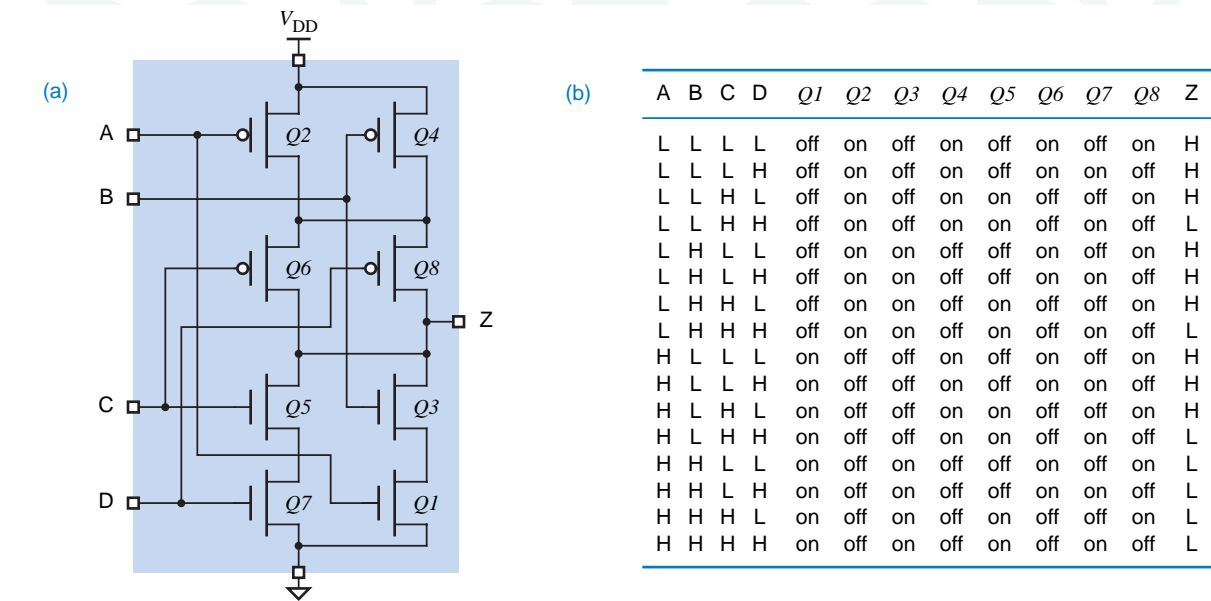 V_DD
(a)
A
Q2
Q4
B
Q6
Q8
Z
C
Q5
Q3
D
Q7
Q1
(b)
A B C D Q1 Q2 Q3 Q4 Q5 Q6 Q7 Q8 Z
L L L L off on off on off on off on H
L L L H off on off on off on on off H
L L H L off on off on on off off on H
L L H H off on off on on off on off L
L H L L off on on off off on off on H
L H L H off on on off off on on off H
L H H L off on on off on off off on H
L H H H off on on off on off on off L
H L L L on off off on off on off on H
H L L H on off off on off on on off H
H L H L on off off on on off off on H
H L H H on off off on on off on off L
H H L L on off on off off on off on L
H H L H on off on off off on on off L
H H H L on off on off on off off on L
H H H H on off on off on off on off L